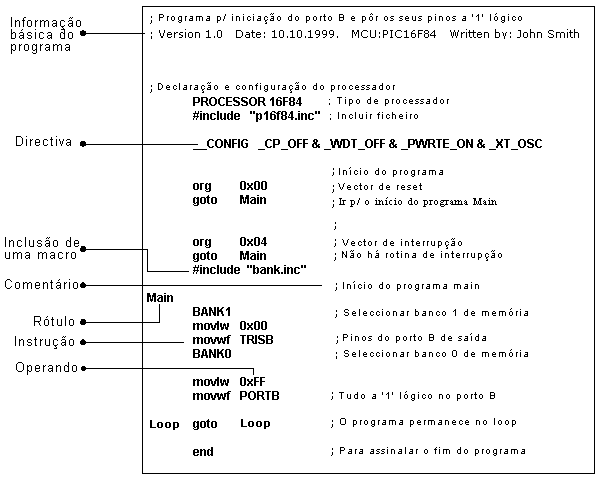 Informação
básica do
programa
; Programa p/ iniciação do porto B e pôr os seus pinos a '1' lógico
; Version 1.0 Date: 10.10.1999. MCU:PIC16F84 Written by: John Smith
; Declaração e configuração do processador
PROCESSOR 16F84 ; Tipo de processador
#include "p16f84.inc" ; Incluir ficheiro
Directiva
__CONFIG _CP_OFF & _WDT_OFF & _PWRTE_ON & _XT_OSC
; Início do programa
org 0x00 ; Vector de reset
goto Main ; Ir p/ o início do programa Main
;
org 0x04 ; Vector de interrupção
goto Main ; Não há rotina de interrupção
Inclusão de
uma macro
#include "bank.inc"
Comentário
; Início do programa main
Main
Rótulo
BANK1 ; Seleccionar banco 1 de memória
movlw 0x00
Instrução
movwf TRISB ; Pinos do porto B de saída
BANK0 ; Seleccionar banco 0 de memória
Operando
movlw 0xFF
movwf PORTB ; Tudo a '1' lógico no porto B
Loop goto Loop ; O programa permanece no loop
end ; Para assinalar o fim do programa